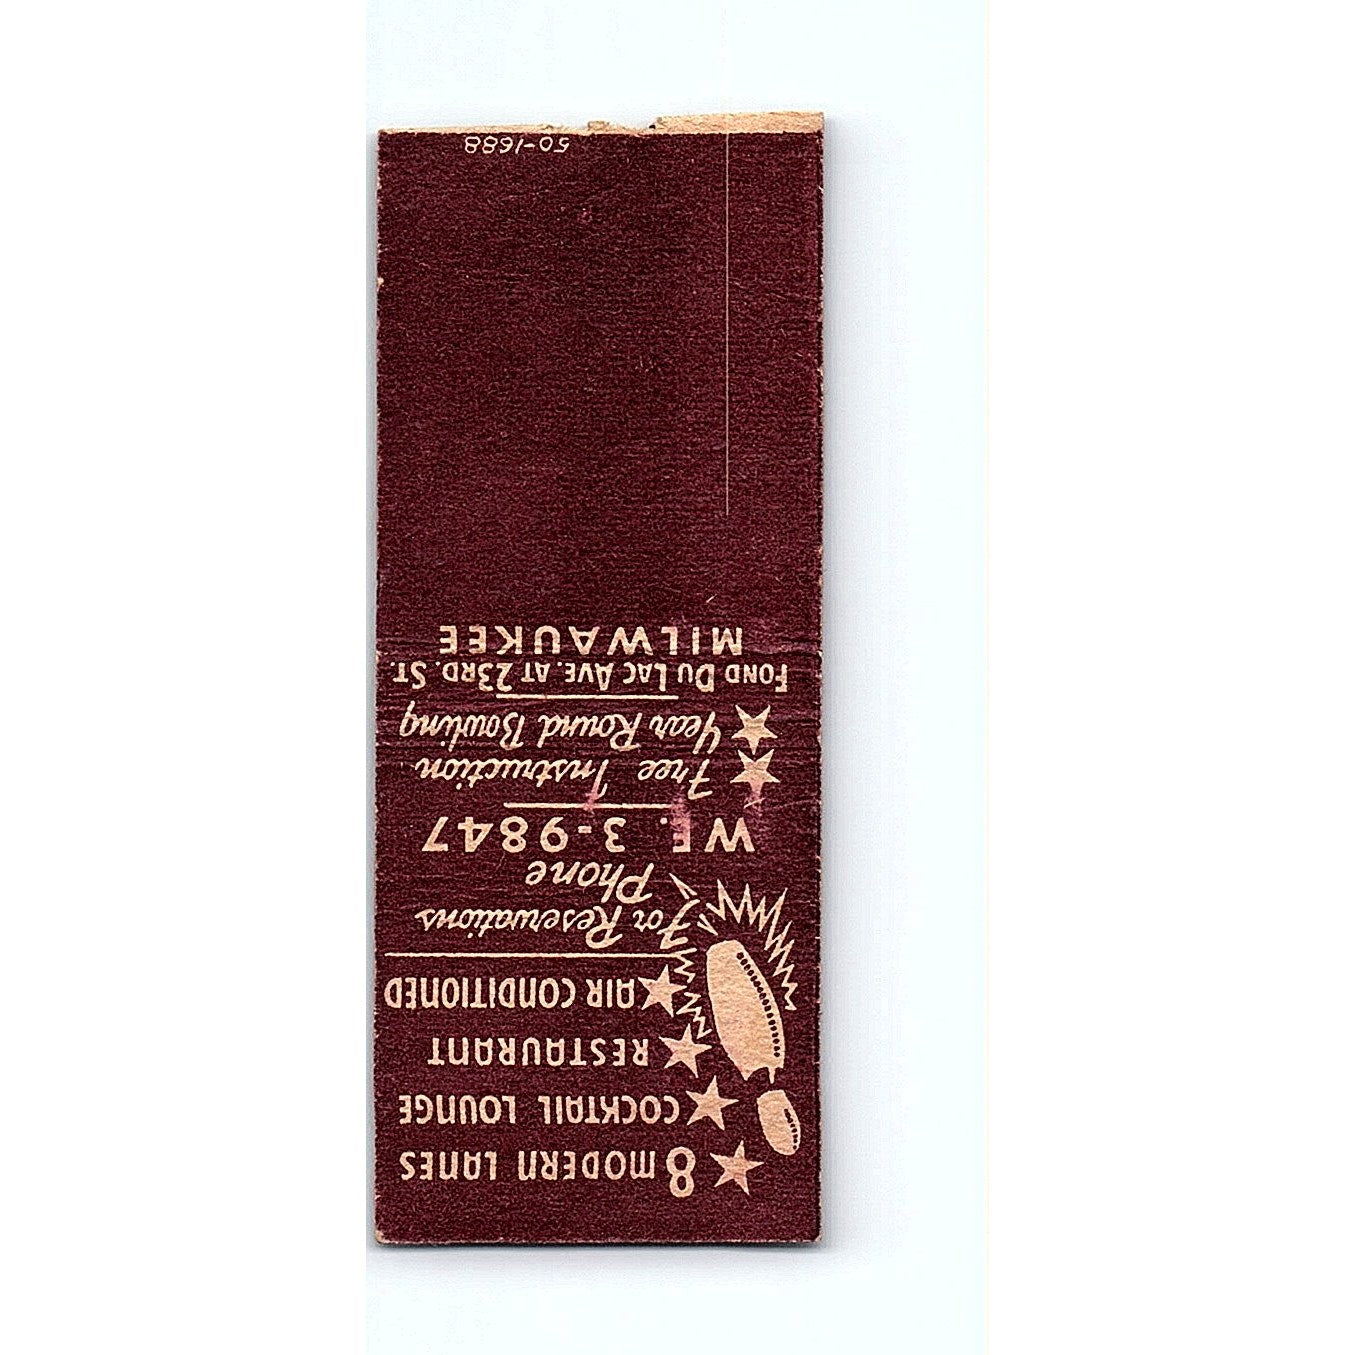 8 MODERN LANES
COCKTAIL LOUNGE
RESTAURANT
AIR CONDITIONED
For Reservations
Phone
WE. 3-9847
Free Instruction
Year Round Bowling
FOND DU LAC AVE. AT 23RD. ST.
MILWAUKEE
50-1688